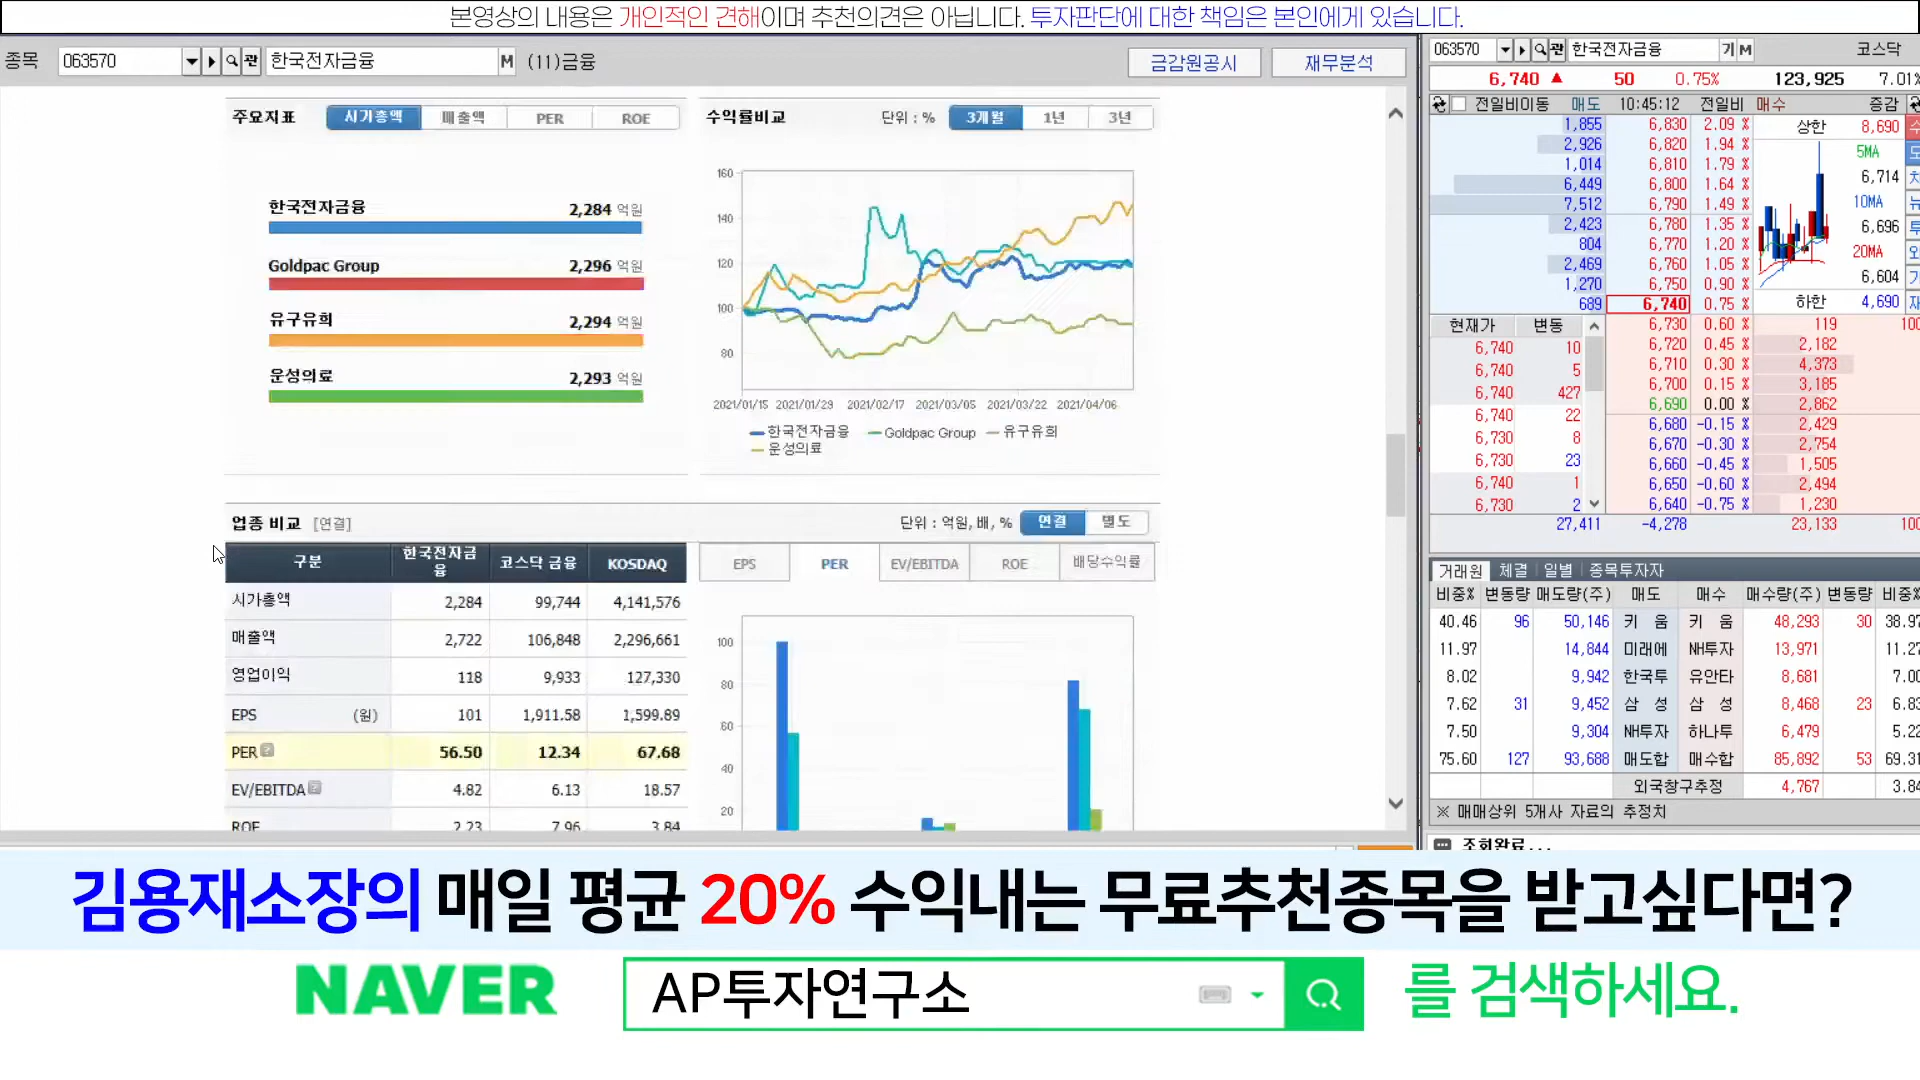 본영상의 내용은 개인적인 견해이며 추천의견은 아닙니다. 투자판단에 대한 책임은 본인에게 있습니다.
종목 063570 관 한국전자금융 M (11)금융 금감원공시 재무분석
주요지표 시가총액 매출액 PER ROE
한국전자금융 2,284 억원
Goldpac Group 2,296 억원
유구유희 2,294 억원
운성의료 2,293 억원
수익률비교 단위 : % 3개월 1년 3년
160
140
120
100
80
2021/01/15 2021/01/29 2021/02/17 2021/03/05 2021/03/22 2021/04/06
한국전자금융 Goldpac Group 유구유희
운성의료
업종 비교 [연결] 단위 : 억원, 배, % 연결 별도
구분 한국전자금융 코스닥 금융 KOSDAQ
시가총액 2,284 99,744 4,141,576
매출액 2,722 106,848 2,296,661
영업이익 118 9,933 127,330
EPS (원) 101 1,911.58 1,599.89
PER 56.50 12.34 67.68
EV/EBITDA 4.82 6.13 18.57
ROE 2.23 7.96 3.84
EPS PER EV/EBITDA ROE 배당수익률
100
80
60
40
20
063570 관 한국전자금융 기 M 코스닥
6,740 ▲ 50 0.75% 123,925 7.01%
전일비이동 매도 10:45:12 전일비 매수 증감
1,855 6,830 2.09 % 상한 8,690
2,926 6,820 1.94 % 5MA
1,014 6,810 1.79 % 6,714
6,449 6,800 1.64 % 10MA
7,512 6,790 1.49 %
2,423 6,780 1.35 % 6,696
804 6,770 1.20 % 20MA
2,469 6,760 1.05 %
1,270 6,750 0.90 % 6,604
689 6,740 0.75 % 하한 4,690
현재가 변동 6,730 0.60 % 119
6,740 10 6,720 0.45 % 2,182
6,740 5 6,710 0.30 % 4,373
6,740 427 6,700 0.15 % 3,185
6,740 22 6,690 0.00 % 2,862
6,730 8 6,680 -0.15 % 2,429
6,730 23 6,670 -0.30 % 2,754
6,740 1 6,660 -0.45 % 1,505
6,730 2 6,650 -0.60 % 2,494
6,640 -0.75 % 1,230
27,411 -4,278 23,133
거래원 체결 일별 종목투자자
비중% 변동량 매도량(주) 매도 매수 매수량(주) 변동량 비중%
40.46 96 50,146 키 움 키 움 48,293 30 38.97
11.97 14,844 미래에 NH투자 13,971 11.27
8.02 9,942 한국투 유안타 8,681 7.00
7.62 31 9,452 삼 성 삼 성 8,468 23 6.83
7.50 9,304 NH투자 하나투 6,479 5.22
75.60 127 93,688 매도합 매수합 85,892 53 69.31
외국창구추정 4,767 3.84
※ 매매상위 5개사 자료의 추정치
조회완료...
김용재소장의 매일 평균 20% 수익내는 무료추천종목을 받고싶다면?
NAVER AP투자연구소 를 검색하세요.